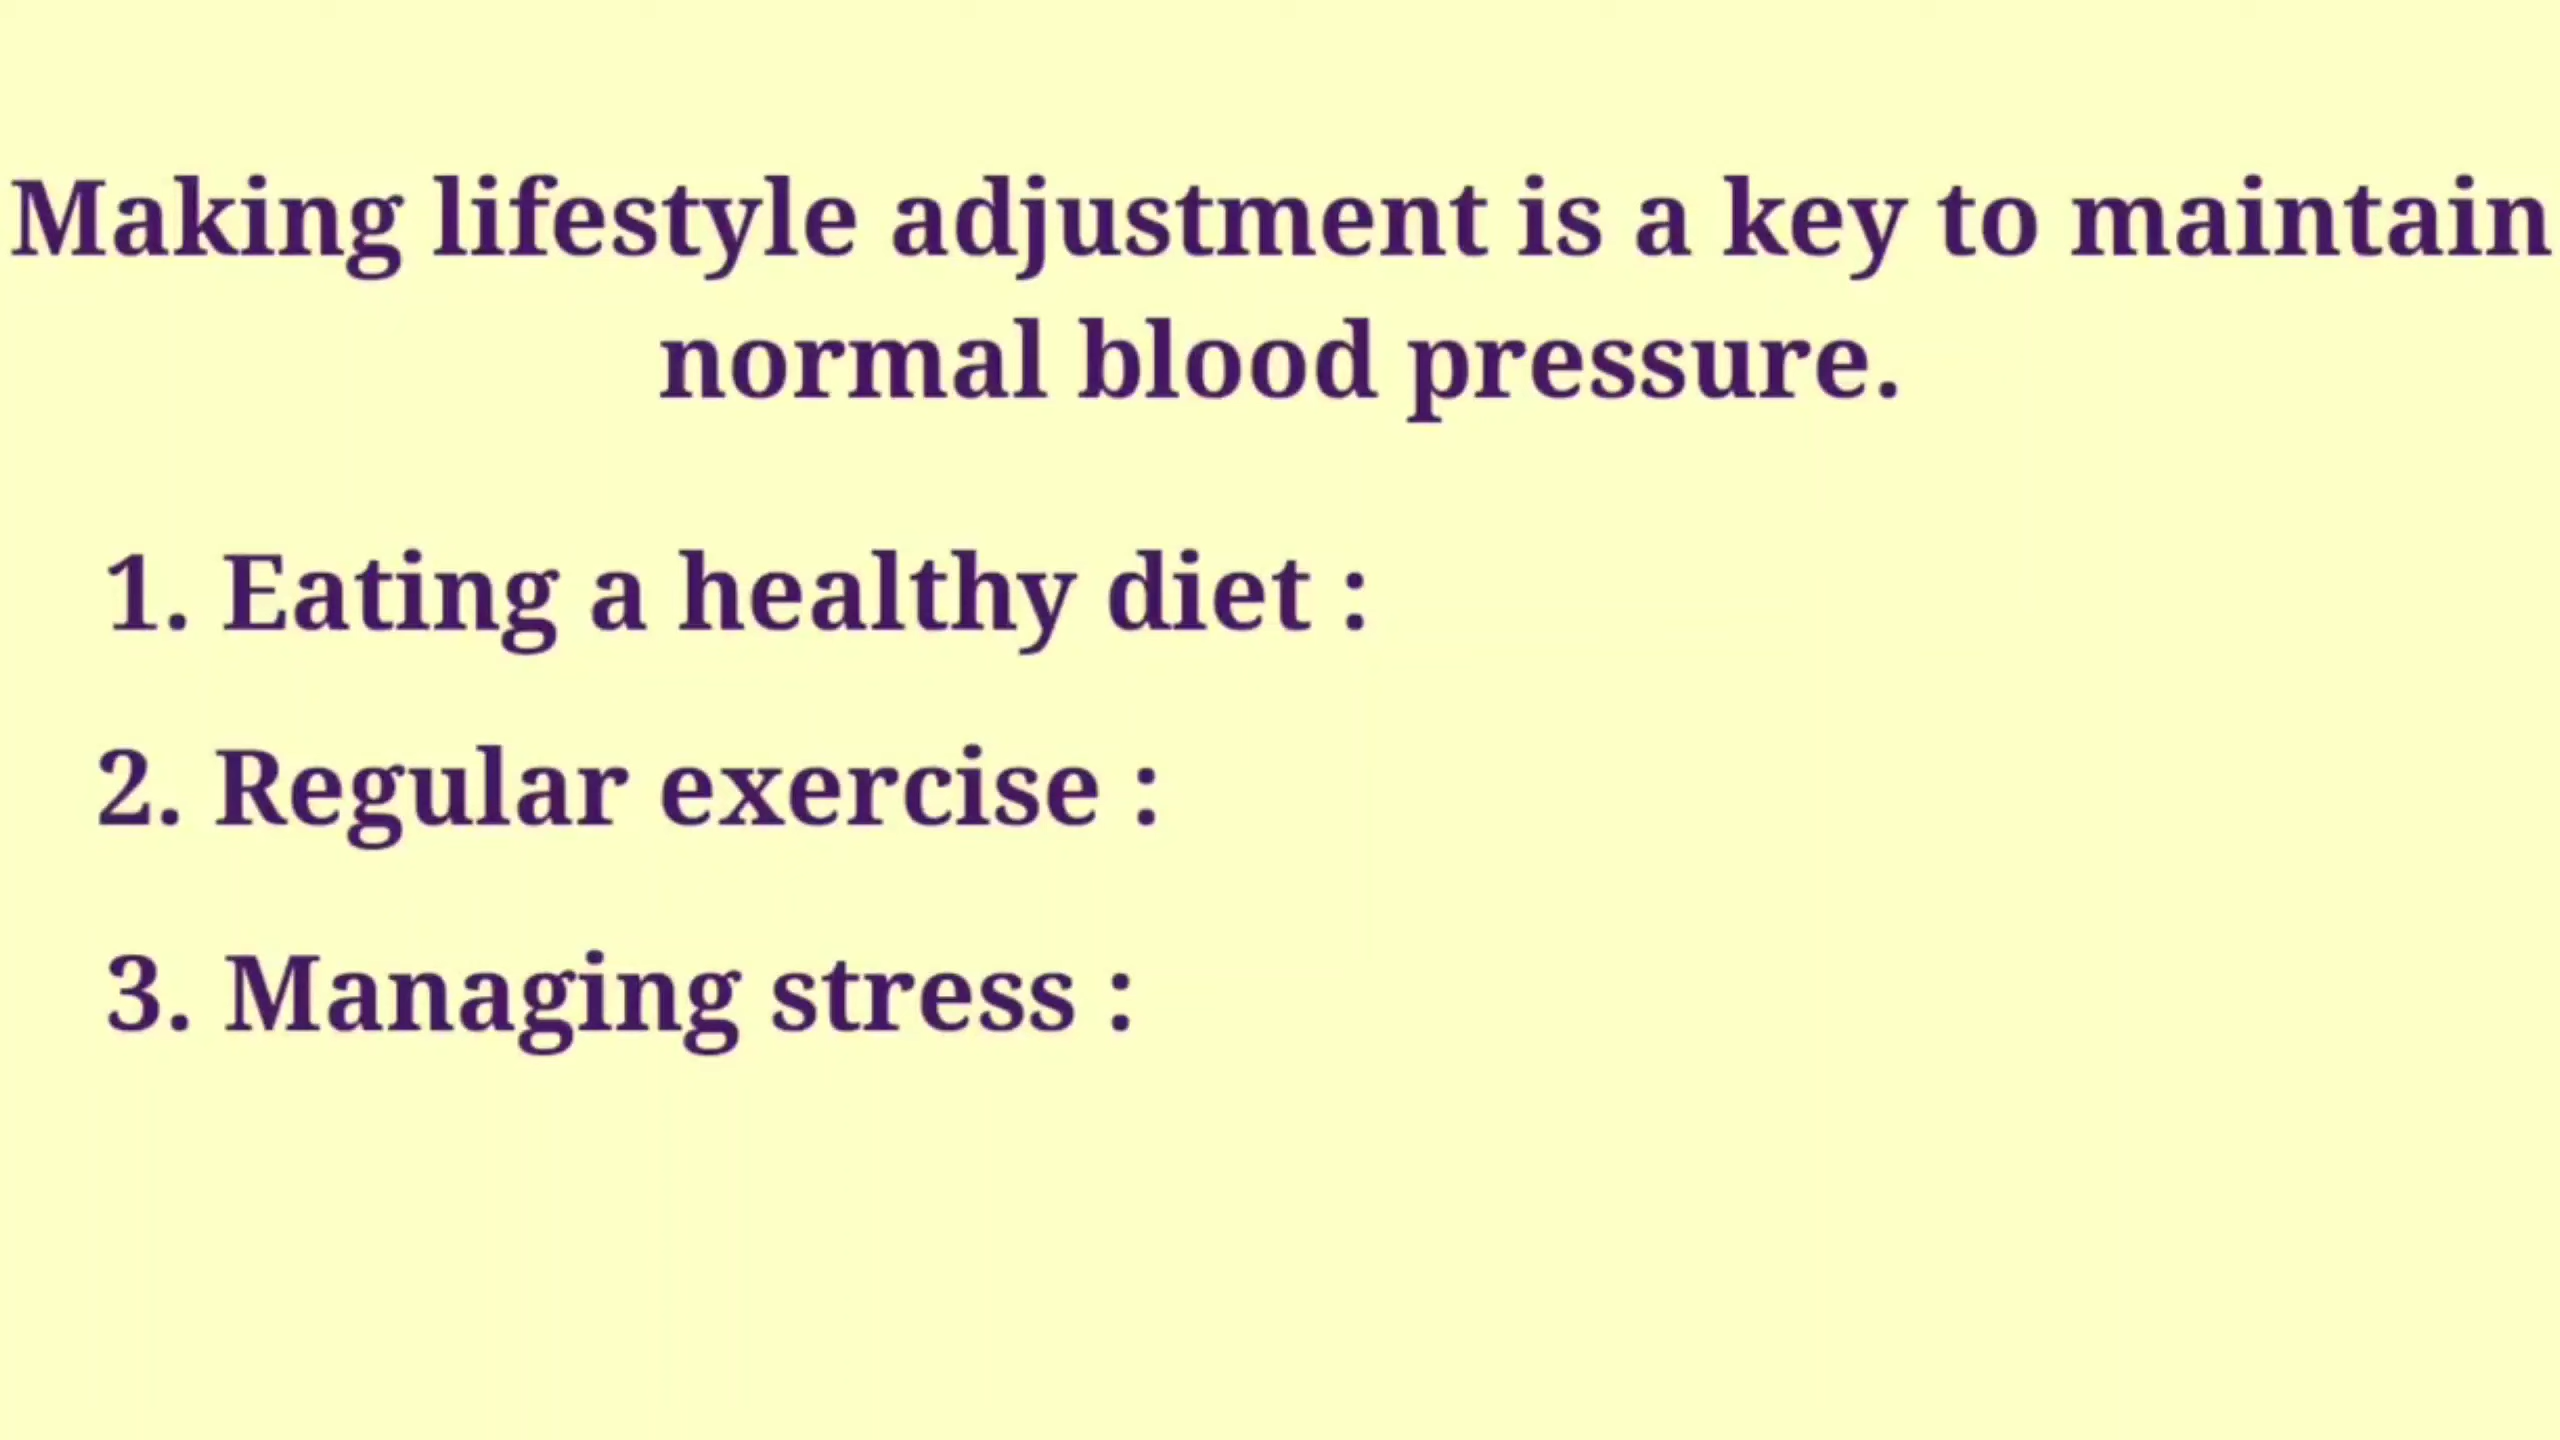 Making lifestyle adjustment is a key to maintain
normal blood pressure.
1. Eating a healthy diet :
2. Regular exercise :
3. Managing stress :